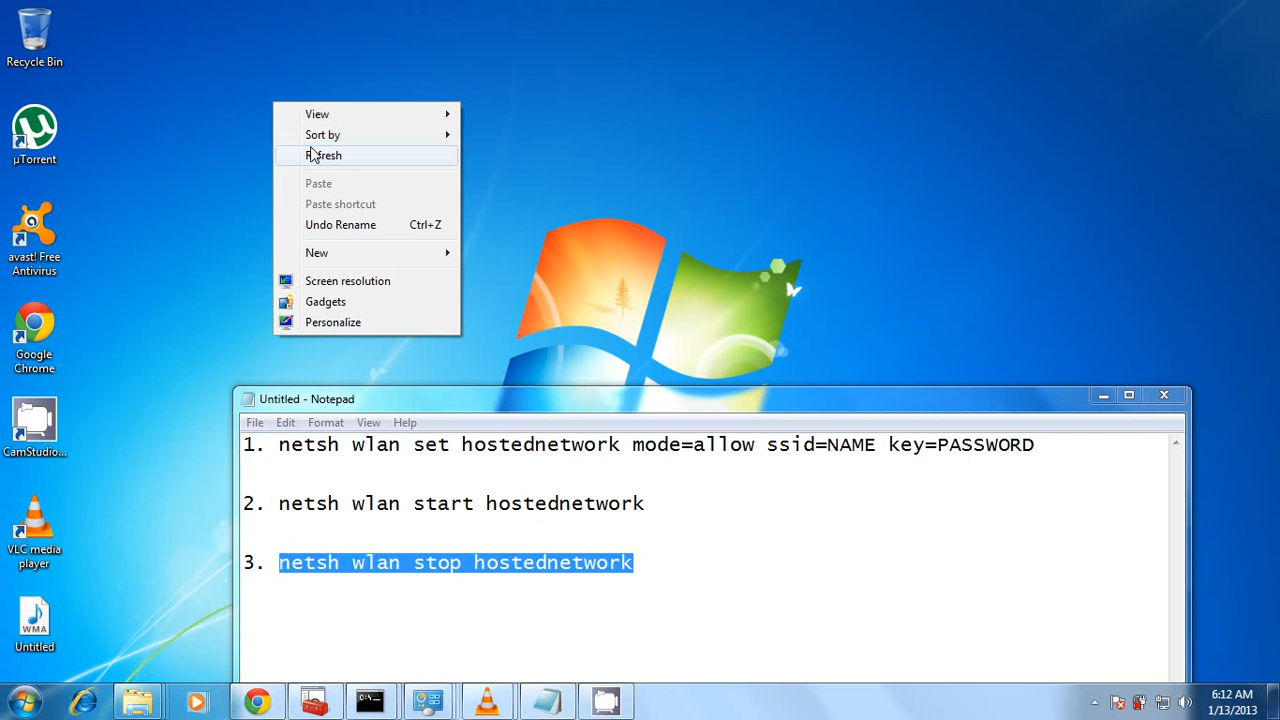 Recycle Bin
µTorrent
avast! Free
Antivirus
Google
Chrome
CamStudio...
VLC media
player
WMA
Untitled
View
Sort by
Refresh
Paste
Paste shortcut
Undo Rename Ctrl+Z
New
Screen resolution
Gadgets
Personalize
Untitled - Notepad
File Edit Format View Help
1. netsh wlan set hostednetwork mode=allow ssid=NAME key=PASSWORD
2. netsh wlan start hostednetwork
3. netsh wlan stop hostednetwork
6:12 AM
1/13/2013